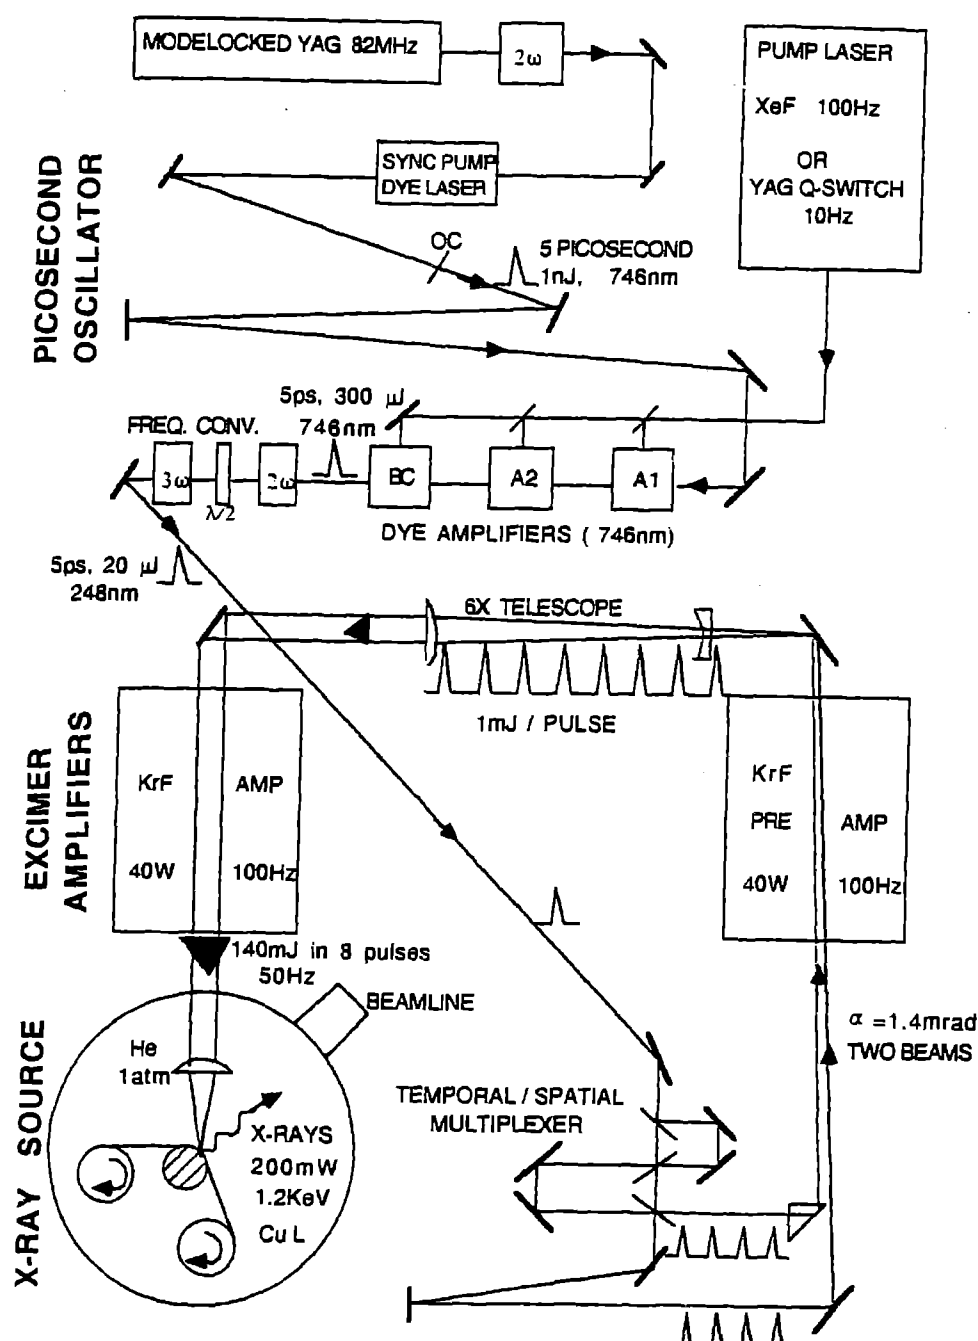 MODELOCKED YAG 82MHz
2ω
PUMP LASER
XeF 100Hz
OR
YAG Q-SWITCH
10Hz
PICOSECOND
OSCILLATOR
SYNC PUMP
DYE LASER
OC
5 PICOSECOND
1nJ, 746nm
5ps, 300 μJ
746nm
FREQ. CONV.
3ω
λ/2
2ω
BC
A2
A1
DYE AMPLIFIERS ( 746nm)
5ps, 20 μJ
248nm
6X TELESCOPE
1mJ / PULSE
EXCIMER
AMPLIFIERS
KrF AMP
40W 100Hz
KrF
PRE AMP
40W 100Hz
140mJ in 8 pulses
50Hz
BEAMLINE
α =1.4mrad
TWO BEAMS
X-RAY SOURCE
He
1atm
X-RAYS
200mW
1.2KeV
Cu L
TEMPORAL / SPATIAL
MULTIPLEXER